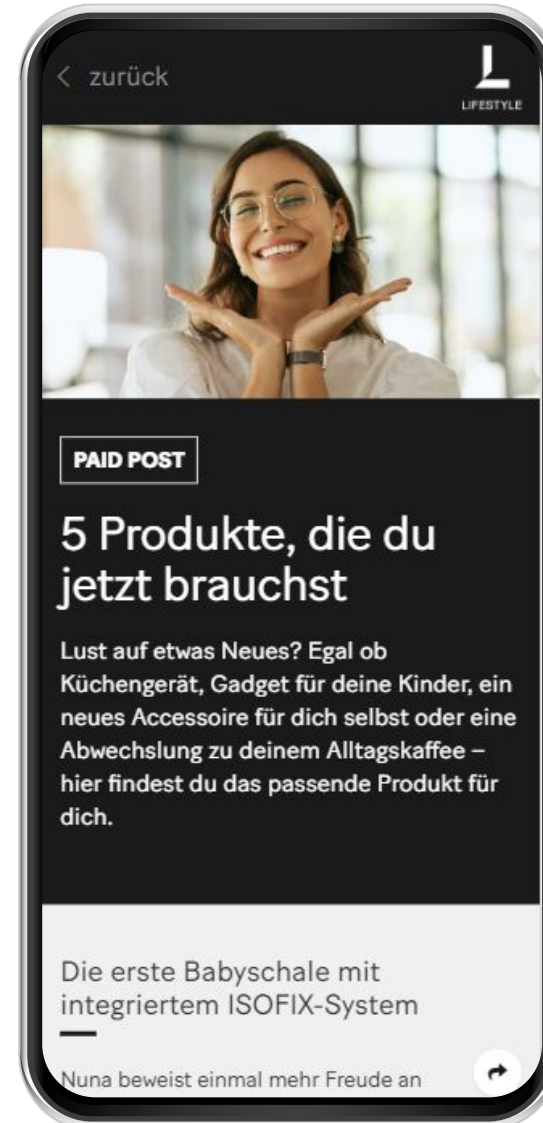 zurück
L
LIFESTYLE
PAID POST
5 Produkte, die du
jetzt brauchst
Lust auf etwas Neues? Egal ob
Küchengerät, Gadget für deine Kinder, ein
neues Accessoire für dich selbst oder eine
Abwechslung zu deinem Alltagskaffee –
hier findest du das passende Produkt für
dich.
Die erste Babyschale mit
integriertem ISOFIX-System
Nuna beweist einmal mehr Freude an